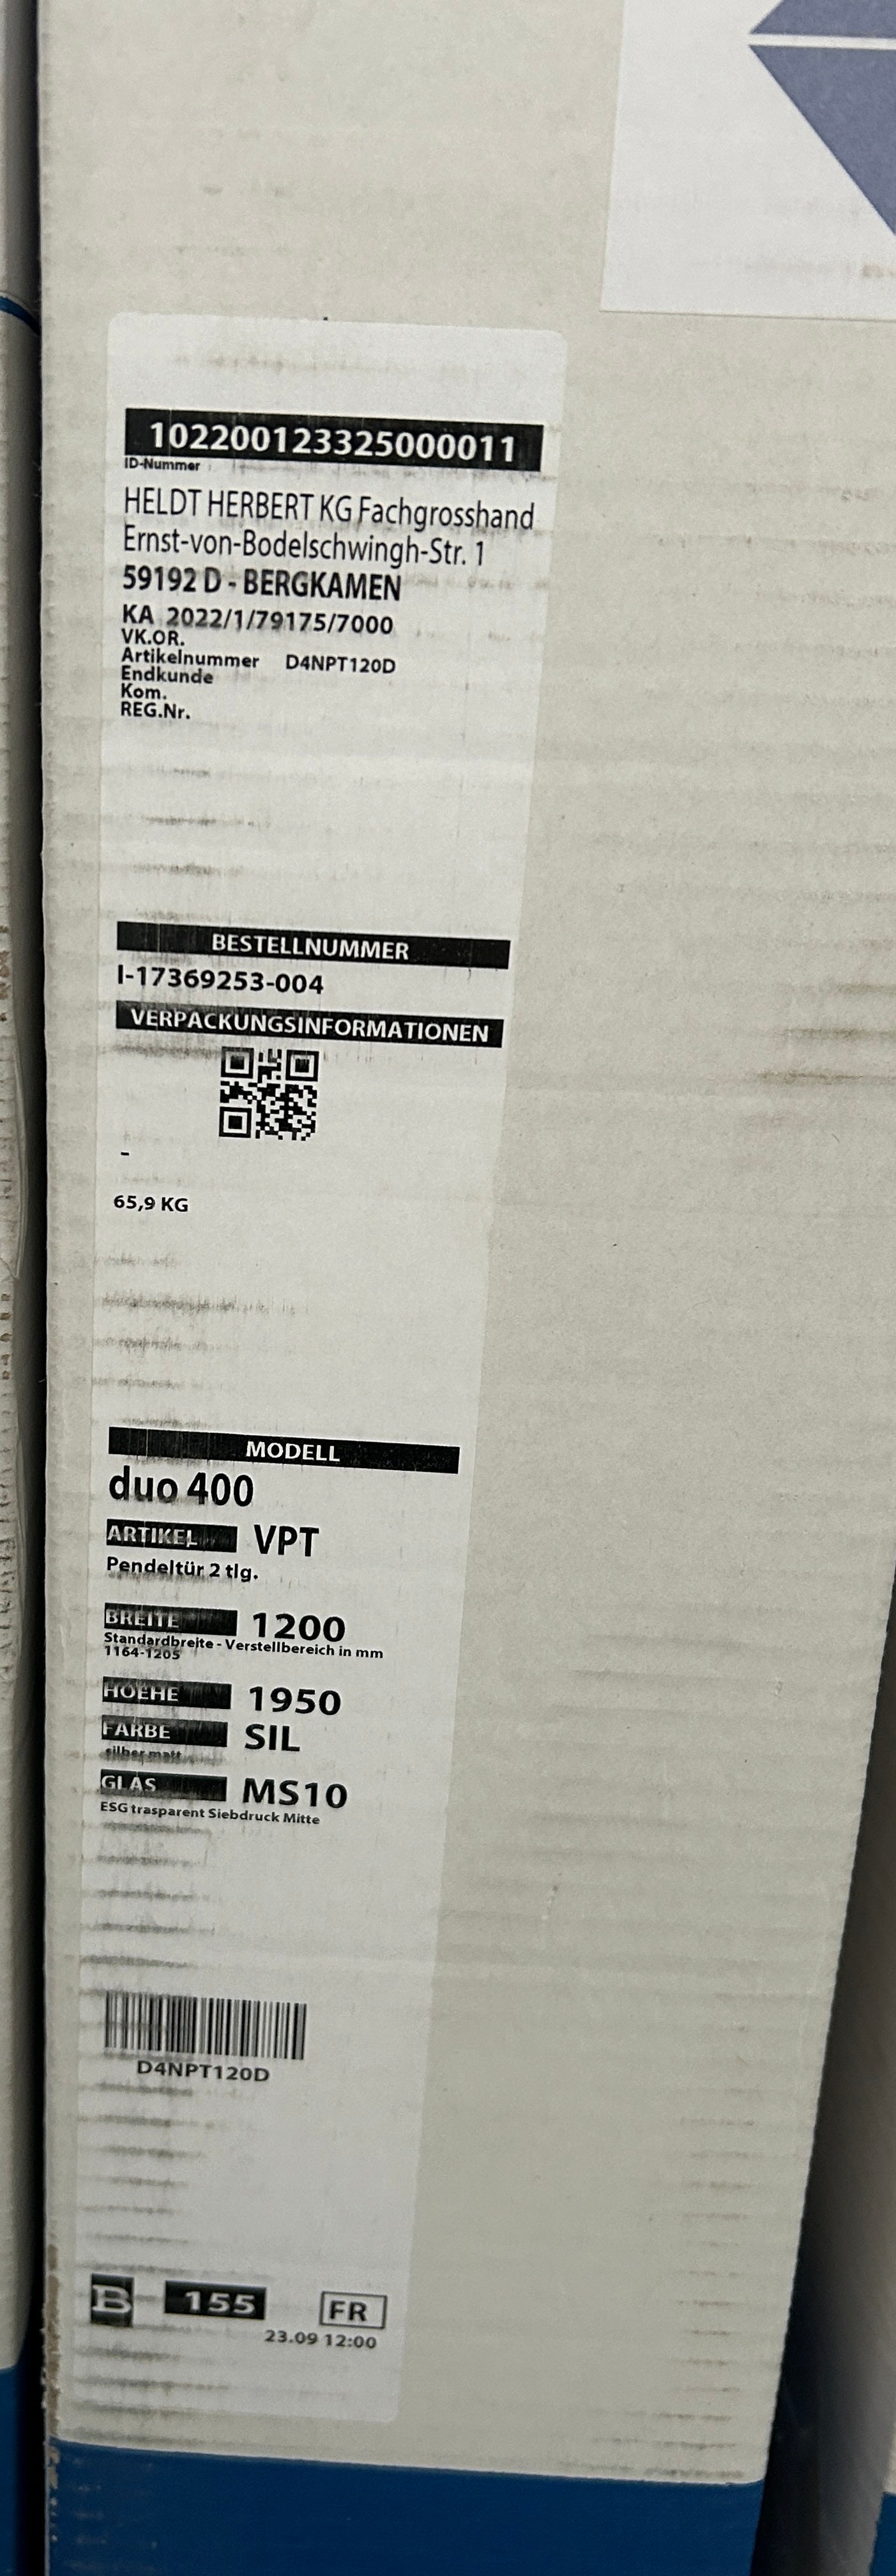 102200123325000011
ID-Nummer
HELDT HERBERT KG Fachgrosshand
Ernst-von-Bodelschwingh-Str. 1
59192 D - BERGKAMEN
KA 2022/1/79175/7000
VK.OR.
Artikelnummer D4NPT120D
Endkunde
Kom.
REG.Nr.
BESTELLNUMMER
I-17369253-004
VERPACKUNGSINFORMATIONEN
-
65,9 KG
MODELL
duo 400
ARTIKEL VPT
Pendeltür 2 tlg.
BREITE 1200
Standardbreite - Verstellbereich in mm
1164-1205
HOEHE 1950
FARBE SIL
silber matt
GLAS MS10
ESG trasparent Siebdruck Mitte
D4NPT120D
B 155 FR
23.09 12:00